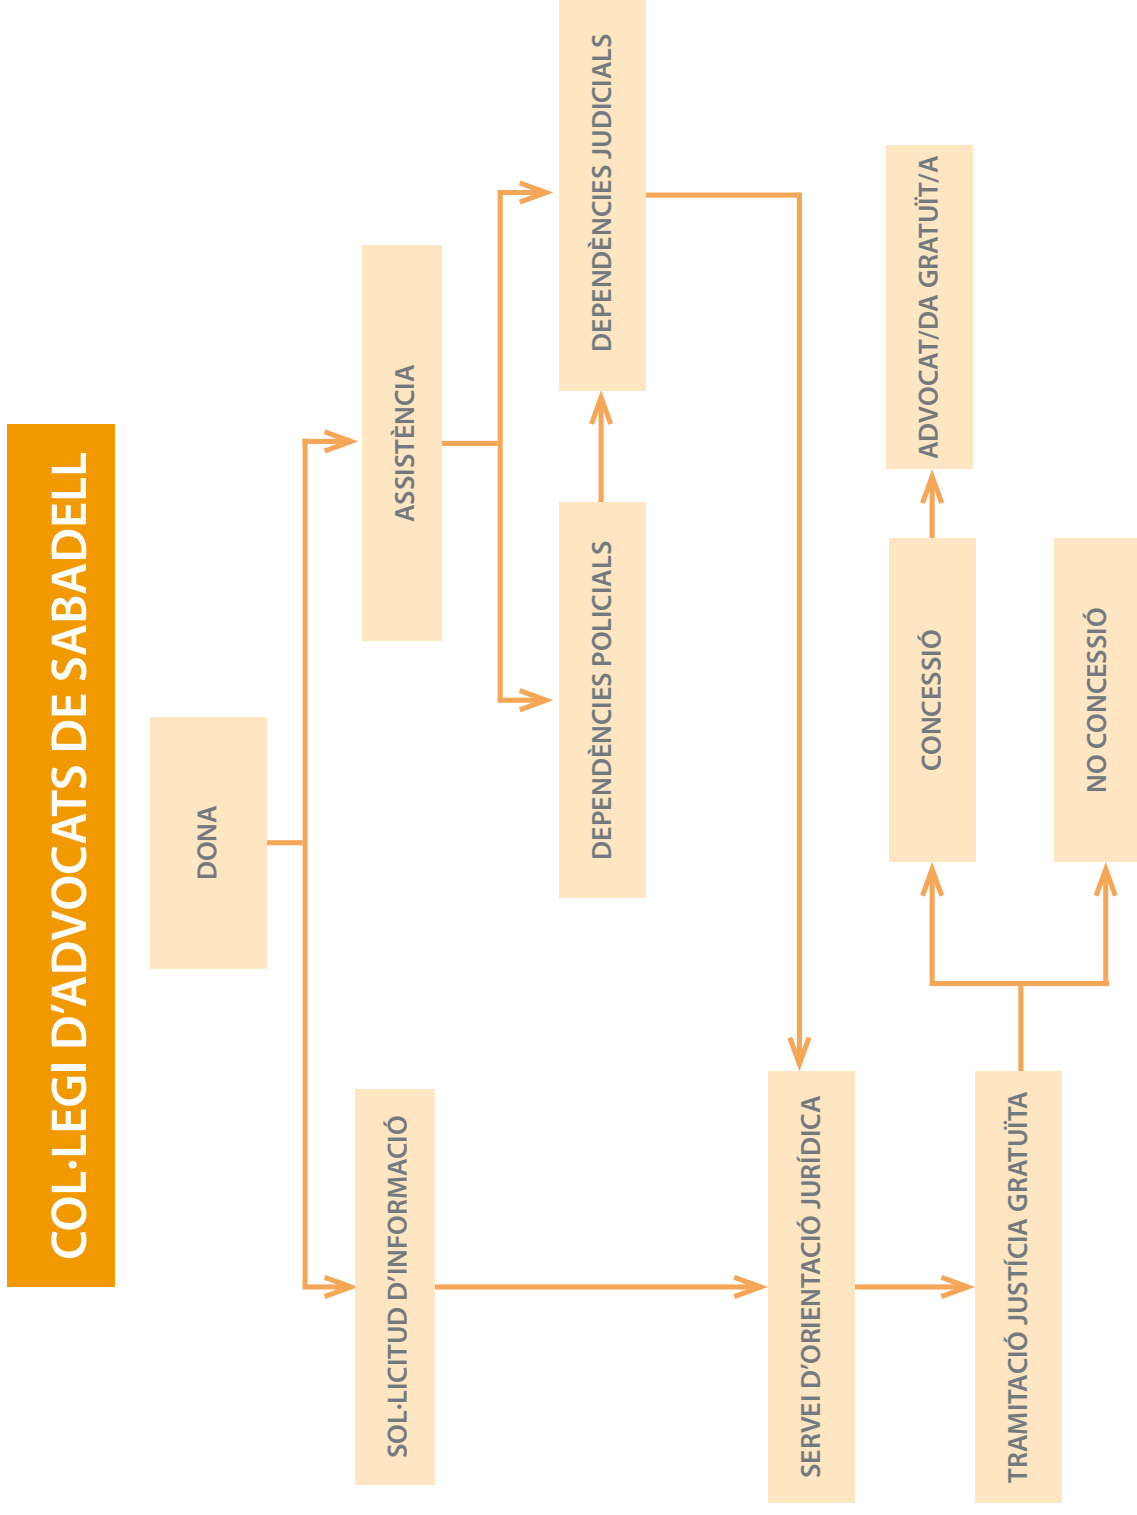 COL·LEGI D’ADVOCATS DE SABADELL
DONA
SOL·LICITUD D’INFORMACIÓ
ASSISTÈNCIA
DEPENDÈNCIES POLICIALS
DEPENDÈNCIES JUDICIALS
SERVEI D’ORIENTACIÓ JURÍDICA
TRAMITACIÓ JUSTÍCIA GRATUÏTA
CONCESSIÓ
ADVOCAT/DA GRATUÏT/A
NO CONCESSIÓ